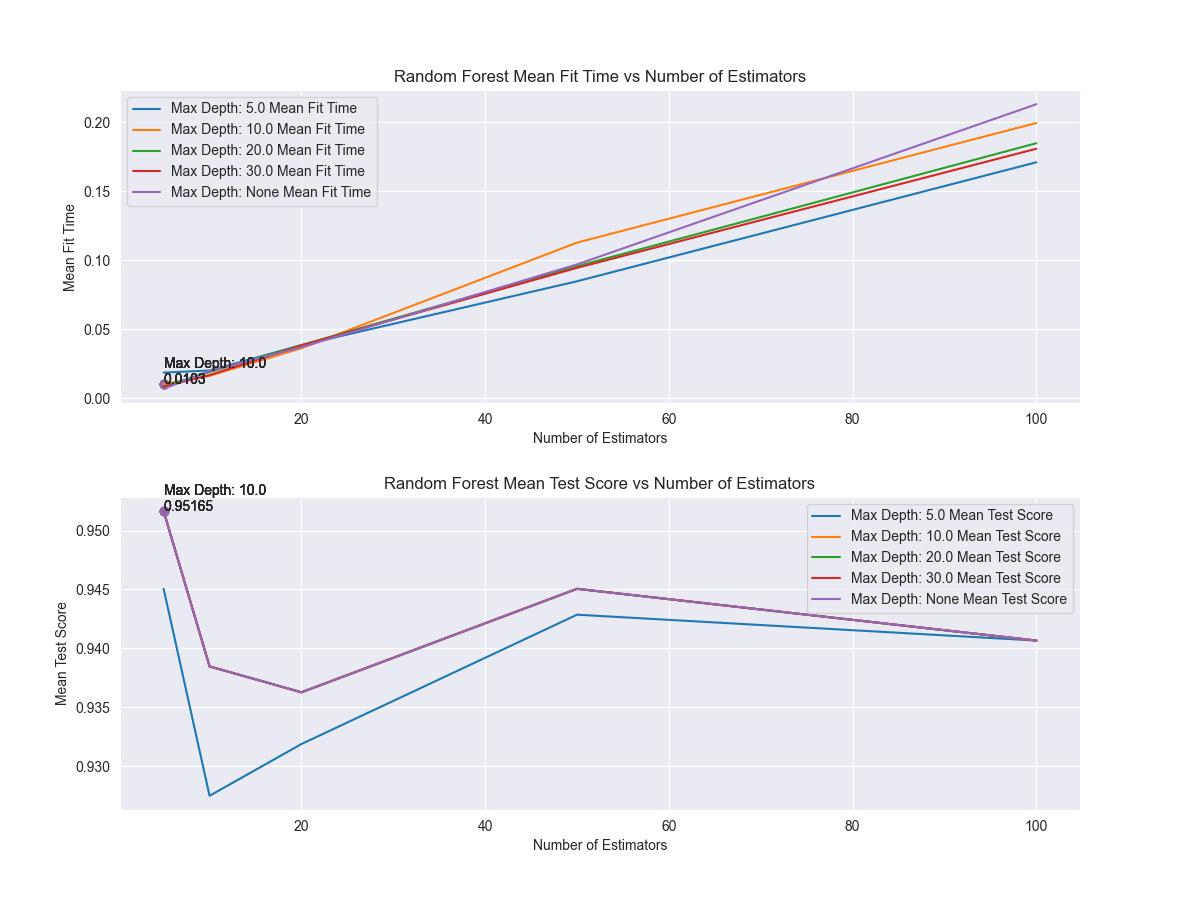 Random Forest Mean Fit Time vs Number of Estimators
Max Depth: 5.0 Mean Fit Time
Max Depth: 10.0 Mean Fit Time
Max Depth: 20.0 Mean Fit Time
Max Depth: 30.0 Mean Fit Time
Max Depth: None Mean Fit Time
Mean Fit Time
0.20
0.15
0.10
0.05
0.00
Max Depth: 10.0
0.0103
20
40
60
80
100
Number of Estimators
Random Forest Mean Test Score vs Number of Estimators
Max Depth: 10.0
0.95165
Max Depth: 5.0 Mean Test Score
Max Depth: 10.0 Mean Test Score
Max Depth: 20.0 Mean Test Score
Max Depth: 30.0 Mean Test Score
Max Depth: None Mean Test Score
Mean Test Score
0.950
0.945
0.940
0.935
0.930
20
40
60
80
100
Number of Estimators